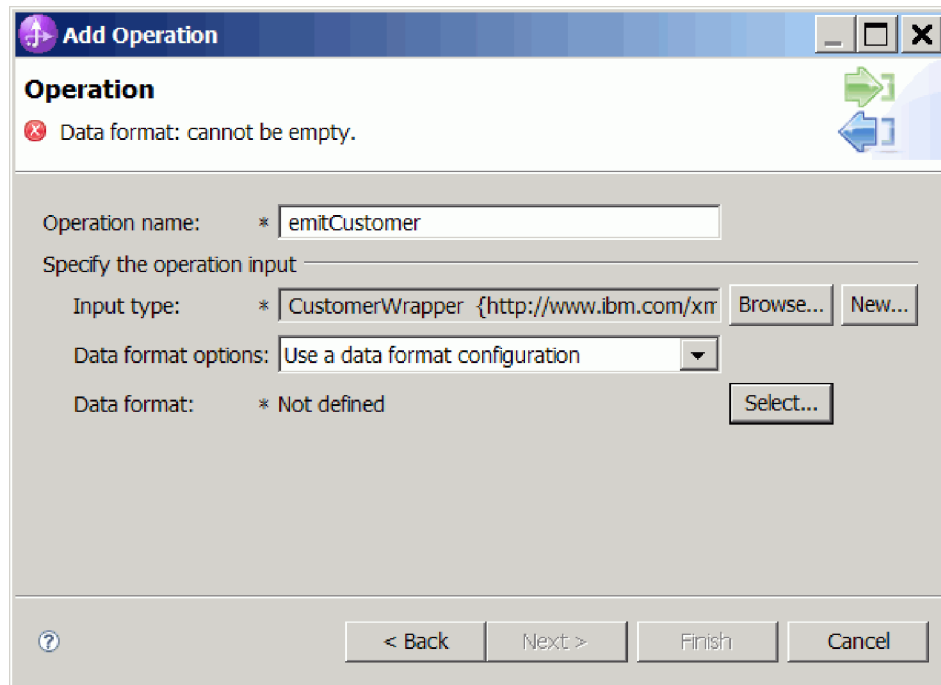 Add Operation
Operation
Data format: cannot be empty.
Operation name: * emitCustomer
Specify the operation input
Input type: * CustomerWrapper {http://www.ibm.com/xm Browse... New...
Data format options: Use a data format configuration
Data format: * Not defined Select...
? < Back Next > Finish Cancel